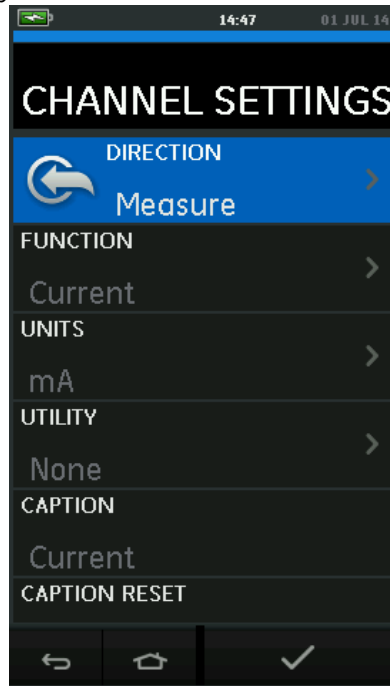 14:47 01 JUL 14
CHANNEL SETTINGS
DIRECTION
Measure
FUNCTION
Current
UNITS
mA
UTILITY
None
CAPTION
Current
CAPTION RESET